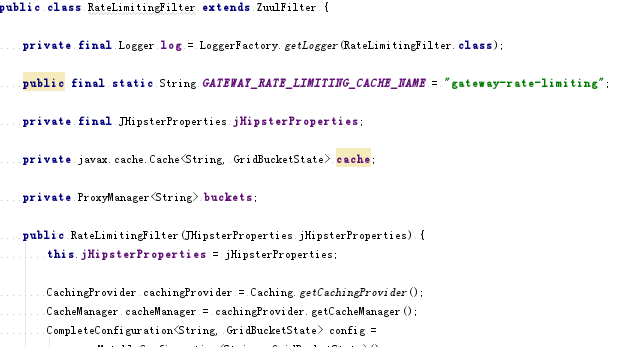 public class RateLimitingFilter extends ZuulFilter {
private final Logger log = LoggerFactory.getLogger(RateLimitingFilter.class);
public final static String GATEWAY_RATE_LIMITING_CACHE_NAME = "gateway-rate-limiting";
private final JHipsterProperties jHipsterProperties;
private javax.cache.Cache<String, GridBucketState> cache;
private ProxyManager<String> buckets;
public RateLimitingFilter(JHipsterProperties jHipsterProperties) {
this.jHipsterProperties = jHipsterProperties;
CachingProvider cachingProvider = Caching.getCachingProvider();
CacheManager cacheManager = cachingProvider.getCacheManager();
CompleteConfiguration<String, GridBucketState> config =